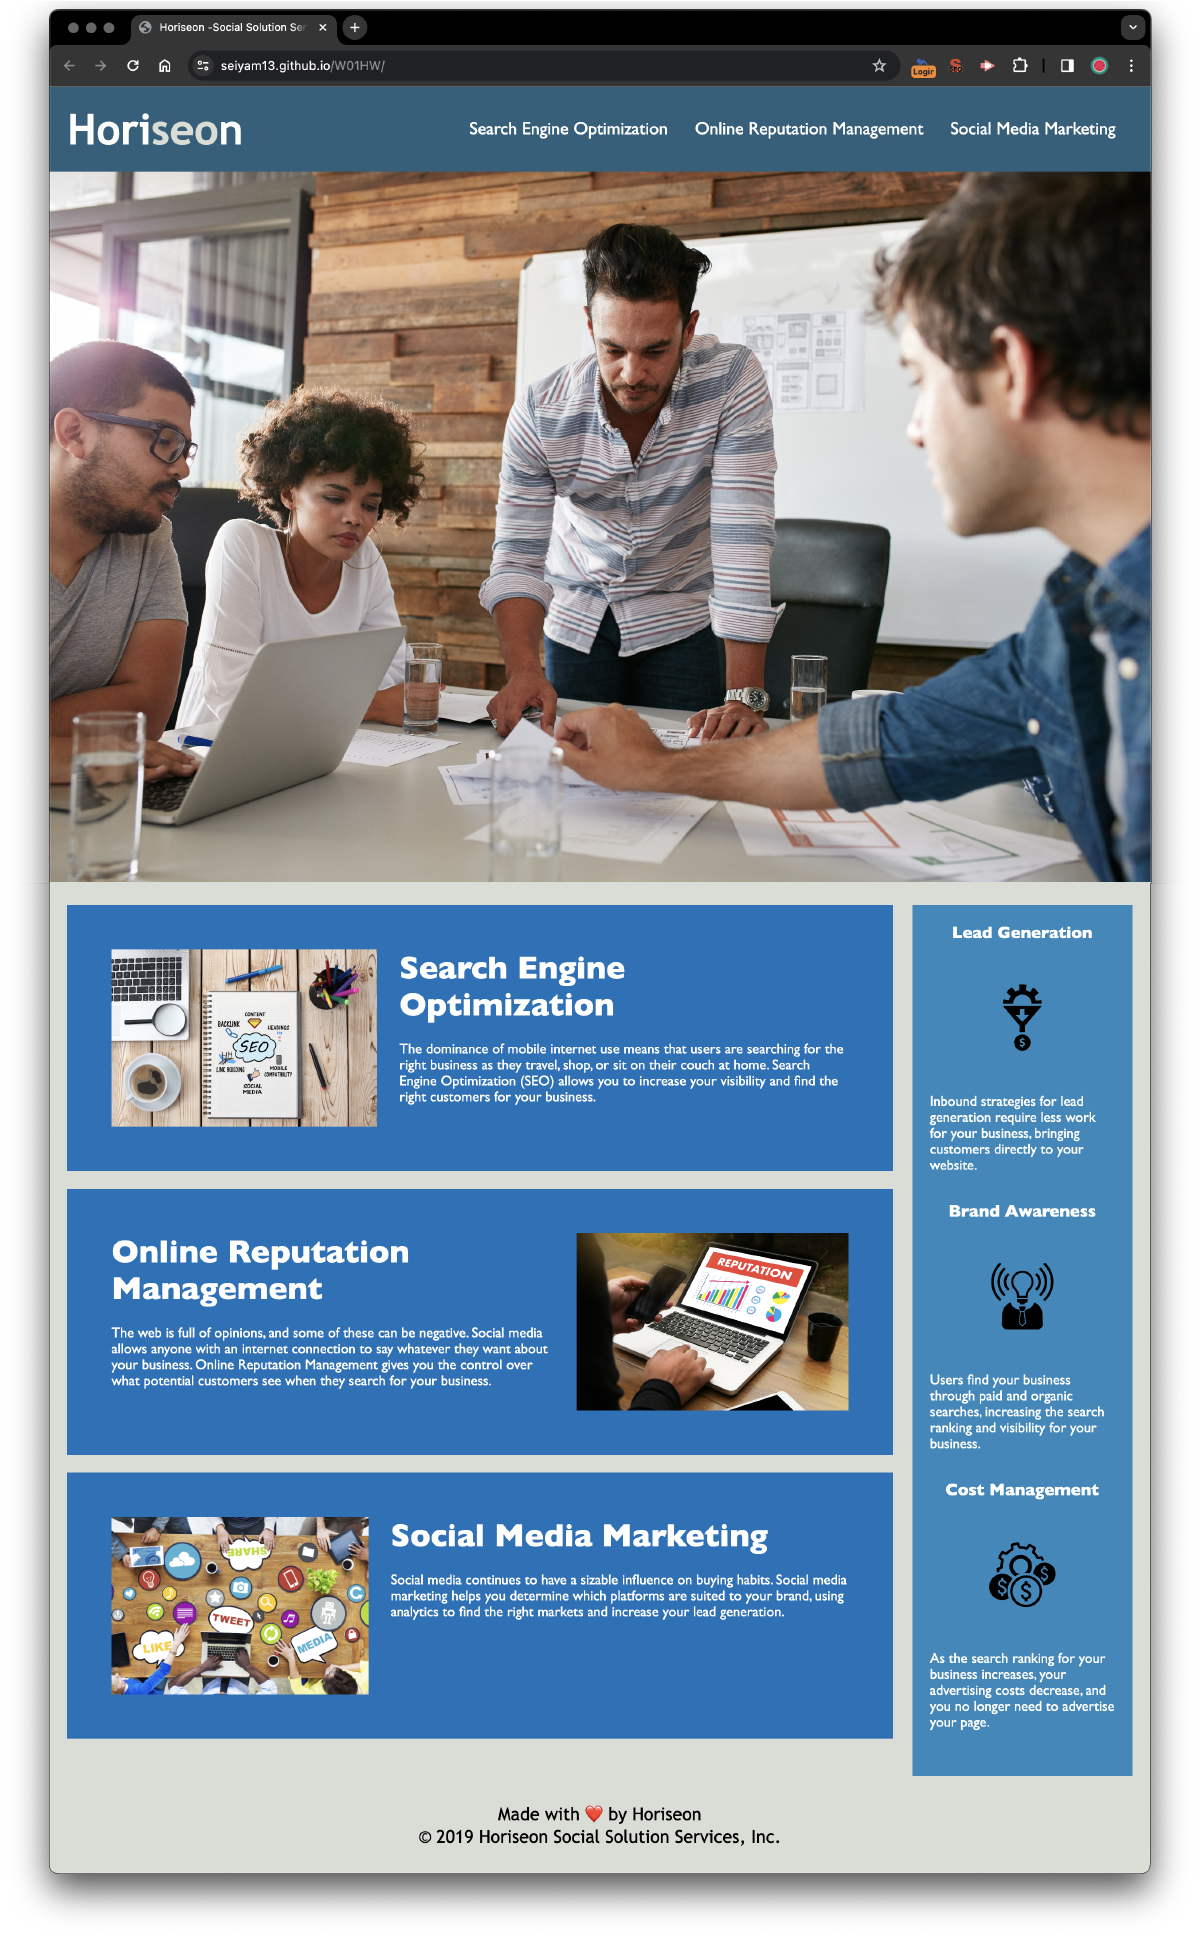 Horiseon -Social Solution Ser
seiyam13.github.io/W01HW/
Login
SEO
Horiseon
Search Engine Optimization
Online Reputation Management
Social Media Marketing
Search Engine
Optimization
The dominance of mobile internet use means that users are searching for the
right business as they travel, shop, or sit on their couch at home. Search
Engine Optimization (SEO) allows you to increase your visibility and find the
right customers for your business.
CONTENT
BACKLINK
LEADINGS
SEO
LINK BUILDING
MOBILE
COMPATIBILITY
SOCIAL
MEDIA
Online Reputation
Management
The web is full of opinions, and some of these can be negative. Social media
allows anyone with an internet connection to say whatever they want about
your business. Online Reputation Management gives you the control over
what potential customers see when they search for your business.
REPUTATION
SHARE
TWEET
LIKE
MEDIA
Social Media Marketing
Social media continues to have a sizable influence on buying habits. Social media
marketing helps you determine which platforms are suited to your brand, using
analytics to find the right markets and increase your lead generation.
Lead Generation
Inbound strategies for lead
generation require less work
for your business, bringing
customers directly to your
website.
Brand Awareness
Users find your business
through paid and organic
searches, increasing the search
ranking and visibility for your
business.
Cost Management
As the search ranking for your
business increases, your
advertising costs decrease, and
you no longer need to advertise
your page.
Made with ❤️ by Horiseon
© 2019 Horiseon Social Solution Services, Inc.